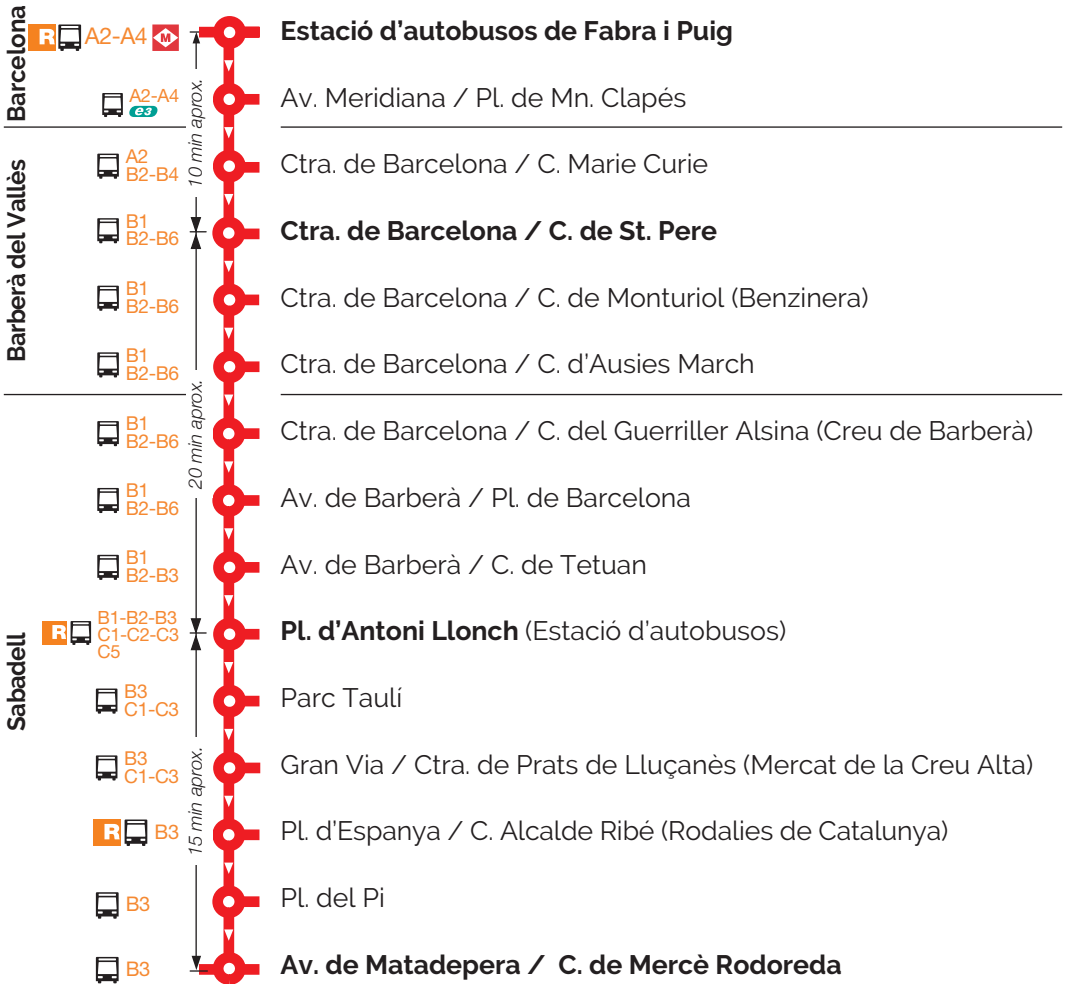 Barcelona
R A2-A4 M Estació d'autobusos de Fabra i Puig
A2-A4
e3
Av. Meridiana / Pl. de Mn. Clapés
10 min aprox.
Barberà del Vallès
A2
B2-B4
Ctra. de Barcelona / C. Marie Curie
B1
B2-B6
Ctra. de Barcelona / C. de St. Pere
B1
B2-B6
Ctra. de Barcelona / C. de Monturiol (Benzinera)
B1
B2-B6
Ctra. de Barcelona / C. d'Ausies March
20 min aprox.
Sabadell
B1
B2-B6
Ctra. de Barcelona / C. del Guerriller Alsina (Creu de Barberà)
B1
B2-B6
Av. de Barberà / Pl. de Barcelona
B1
B2-B3
Av. de Barberà / C. de Tetuan
R
B1-B2-B3
C1-C2-C3
C5
Pl. d'Antoni Llonch (Estació d'autobusos)
B3
C1-C3
Parc Taulí
B3
C1-C3
Gran Via / Ctra. de Prats de Lluçanès (Mercat de la Creu Alta)
15 min aprox.
R B3 Pl. d'Espanya / C. Alcalde Ribé (Rodalies de Catalunya)
B3 Pl. del Pi
B3 Av. de Matadepera / C. de Mercè Rodoreda